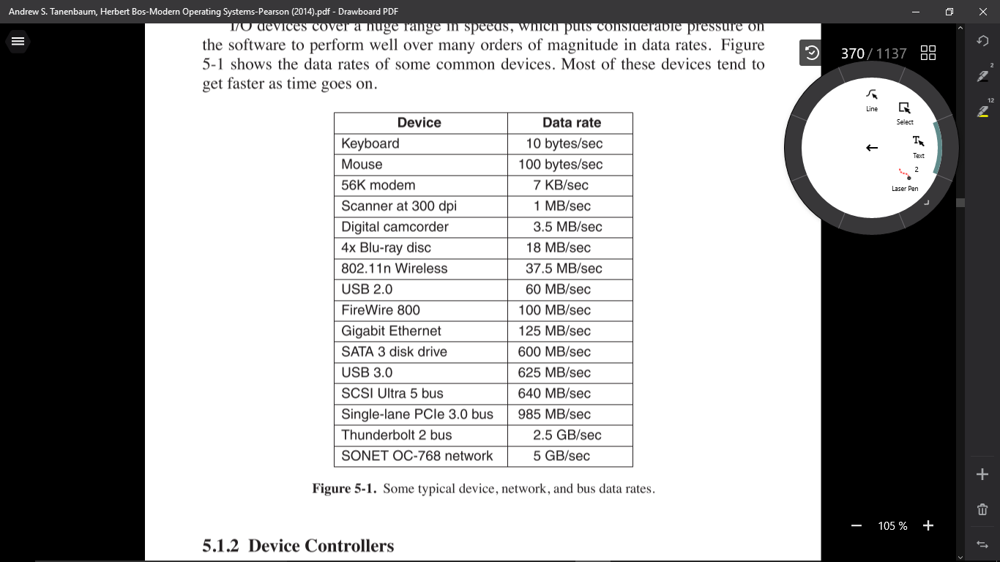 Andrew S. Tanenbaum, Herbert Bos-Modern Operating Systems-Pearson (2014).pdf - Drawboard PDF
I/O devices cover a huge range in speeds, which puts considerable pressure on
the software to perform well over many orders of magnitude in data rates. Figure
5-1 shows the data rates of some common devices. Most of these devices tend to
get faster as time goes on.
Device Data rate
Keyboard 10 bytes/sec
Mouse 100 bytes/sec
56K modem 7 KB/sec
Scanner at 300 dpi 1 MB/sec
Digital camcorder 3.5 MB/sec
4x Blu-ray disc 18 MB/sec
802.11n Wireless 37.5 MB/sec
USB 2.0 60 MB/sec
FireWire 800 100 MB/sec
Gigabit Ethernet 125 MB/sec
SATA 3 disk drive 600 MB/sec
USB 3.0 625 MB/sec
SCSI Ultra 5 bus 640 MB/sec
Single-lane PCIe 3.0 bus 985 MB/sec
Thunderbolt 2 bus 2.5 GB/sec
SONET OC-768 network 5 GB/sec
Figure 5-1. Some typical device, network, and bus data rates.
5.1.2 Device Controllers
370 / 1137
Line
Select
Text
2
Laser Pen
2
12
105 %